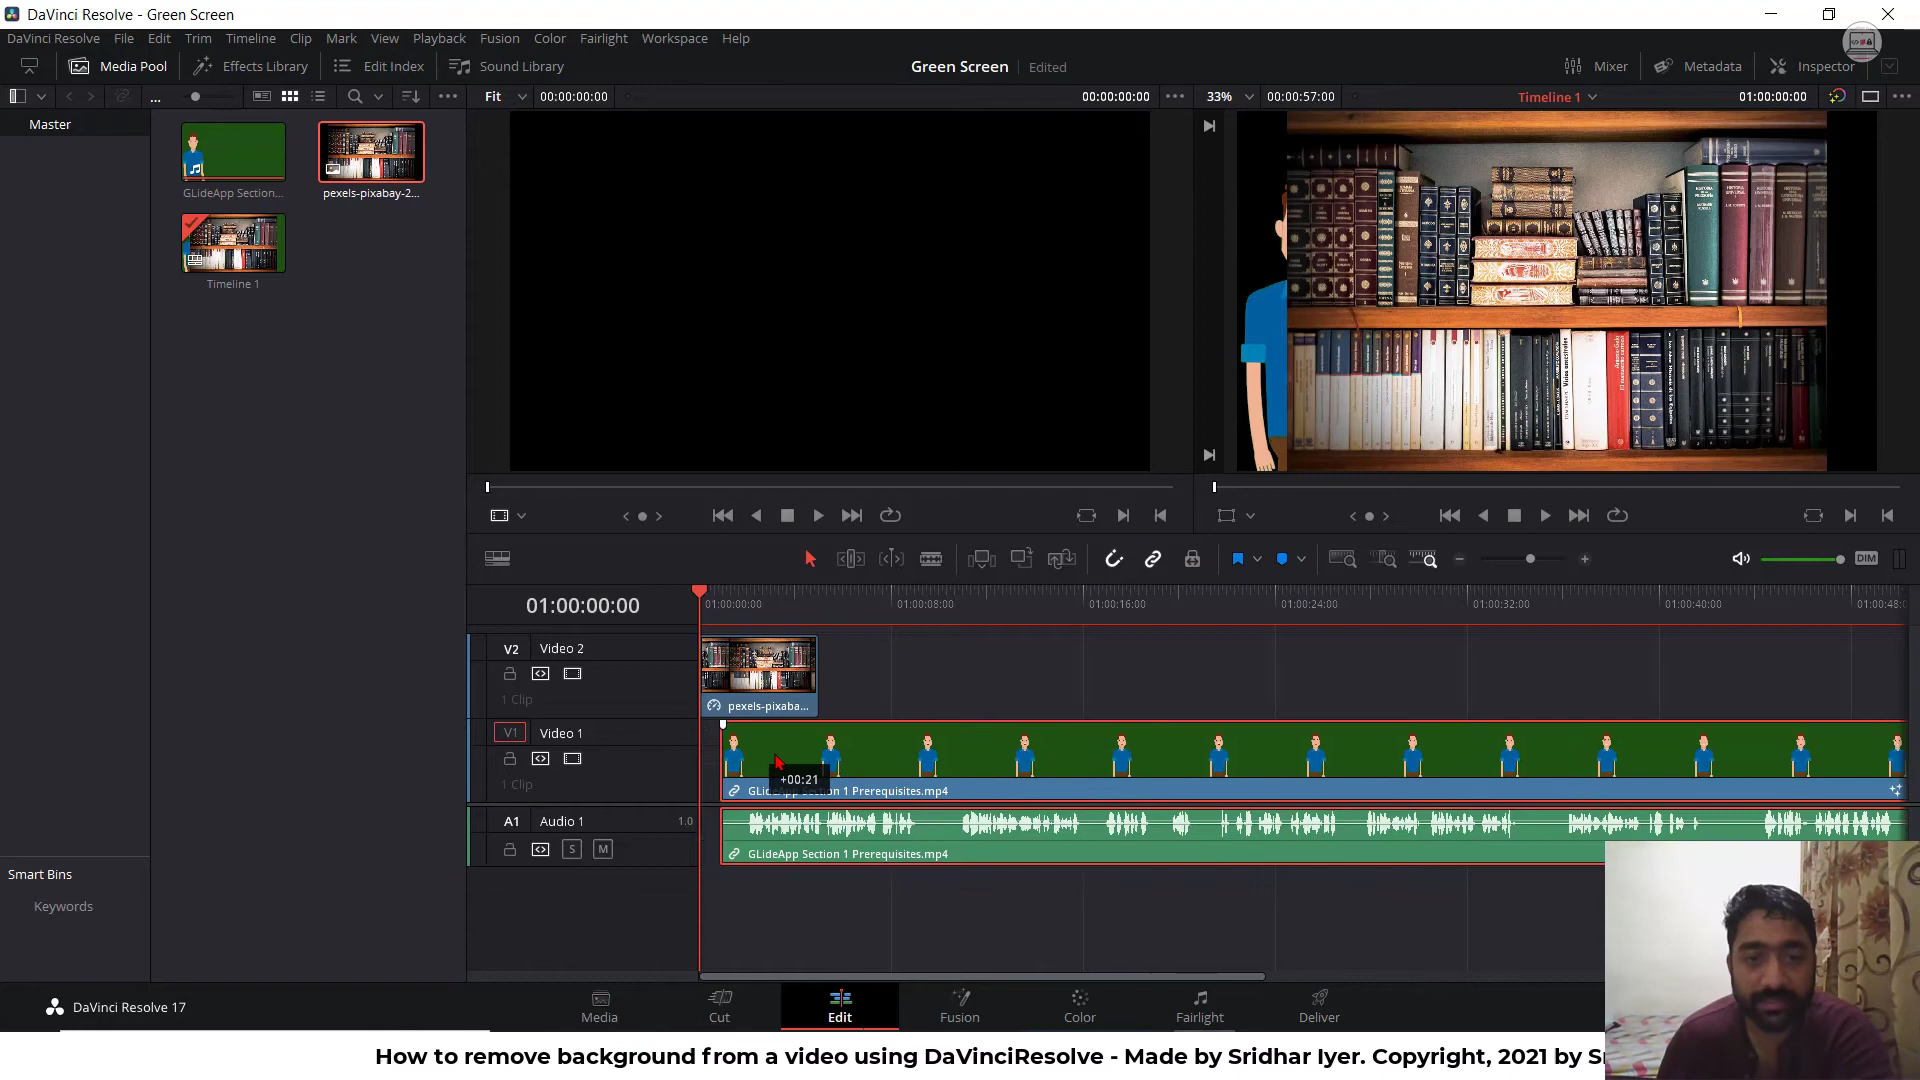 DaVinci Resolve - Green Screen
DaVinci Resolve File Edit Trim Timeline Clip Mark View Playback Fusion Color Fairlight Workspace Help
Media Pool Effects Library Edit Index Sound Library Green Screen Edited Mixer Metadata Inspector
... Fit 00:00:00:00 00:00:00:00 33% 00:00:57:00 Timeline 1 01:00:00:00
Master
GLideApp Section... pexels-pixabay-2...
Timeline 1
DIM
01:00:00:00 01:00:00:00 01:00:08:00 01:00:16:00 01:00:24:00 01:00:32:00 01:00:40:00 01:00:48:0
V2 Video 2
1 Clip
pexels-pixaba...
V1 Video 1
+00:21
1 Clip
GLideApp Section 1 Prerequisites.mp4
A1 Audio 1 1.0
S M
GLideApp Section 1 Prerequisites.mp4
Smart Bins
Keywords
DaVinci Resolve 17
Media Cut Edit Fusion Color Fairlight Deliver
How to remove background from a video using DaVinciResolve - Made by Sridhar Iyer. Copyright, 2021 by S